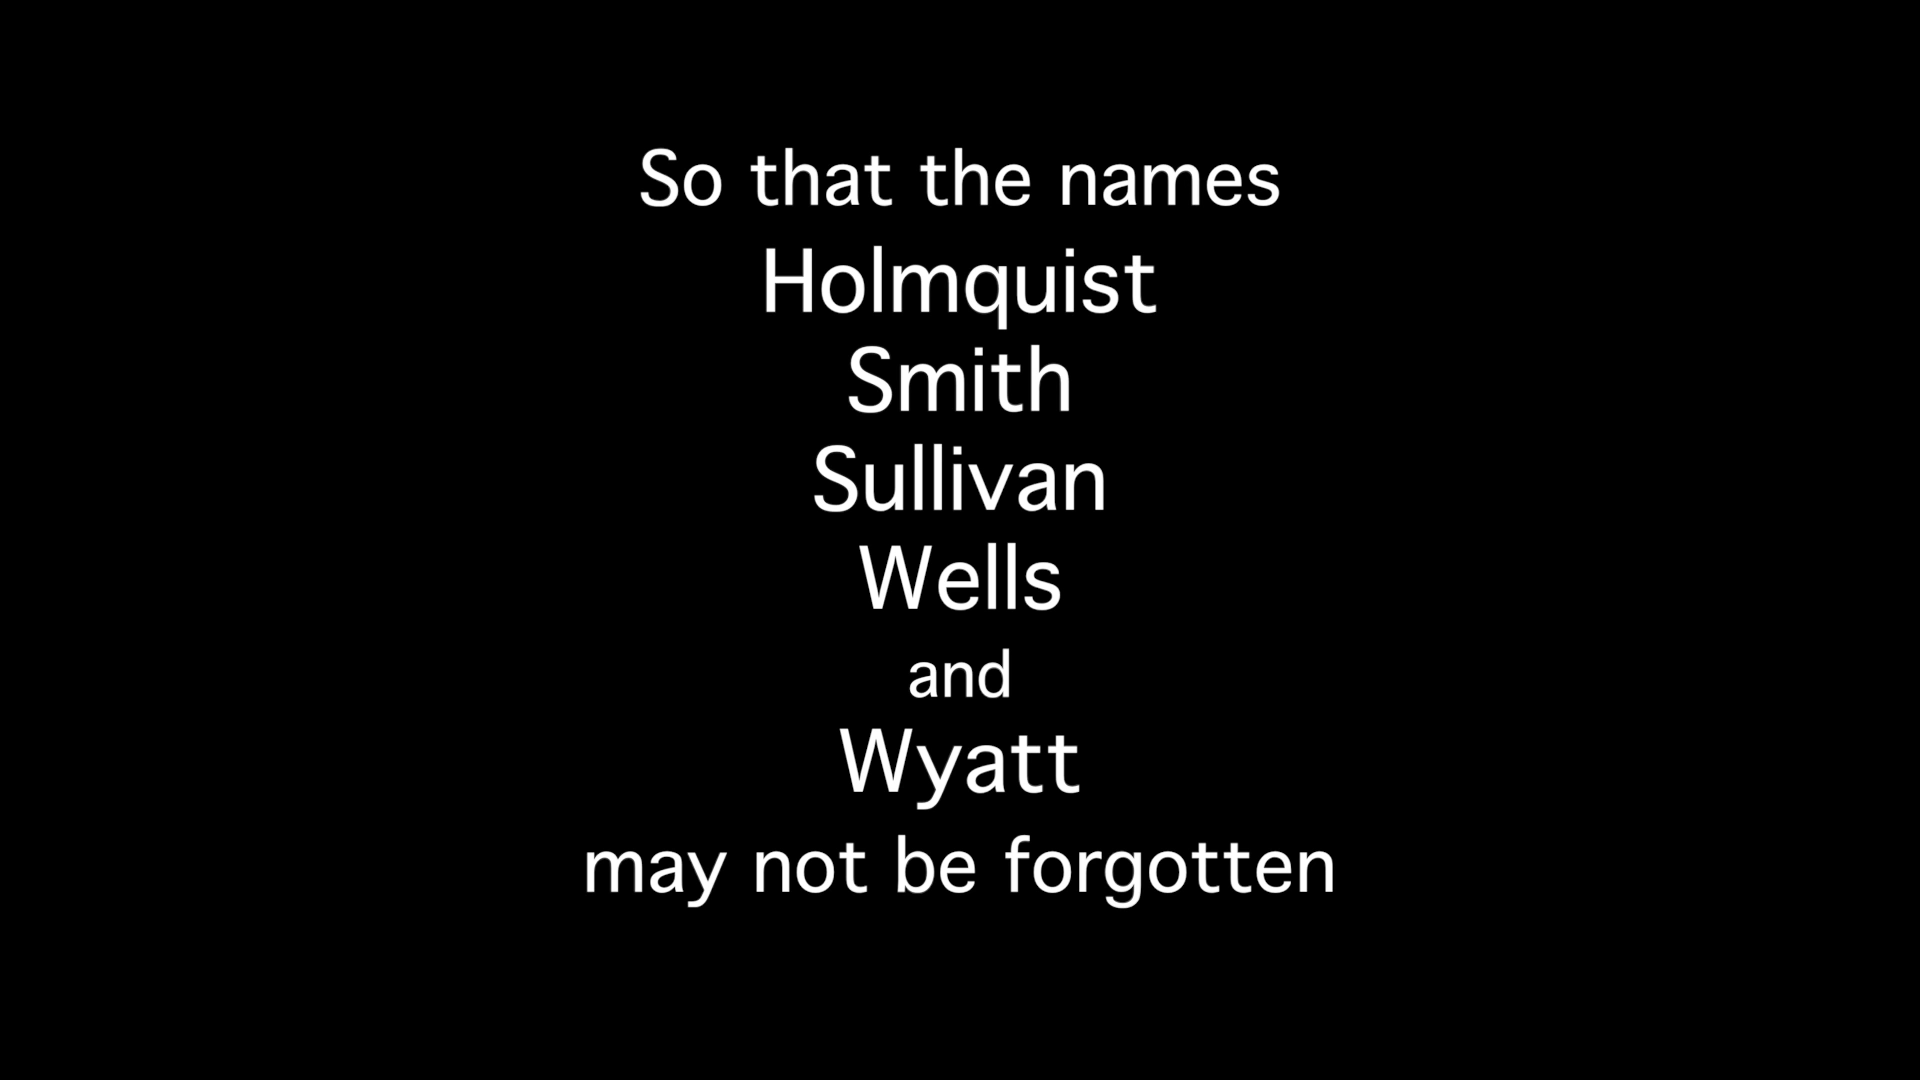 So that the names
Holmquist
Smith
Sullivan
Wells
and
Wyatt
may not be forgotten